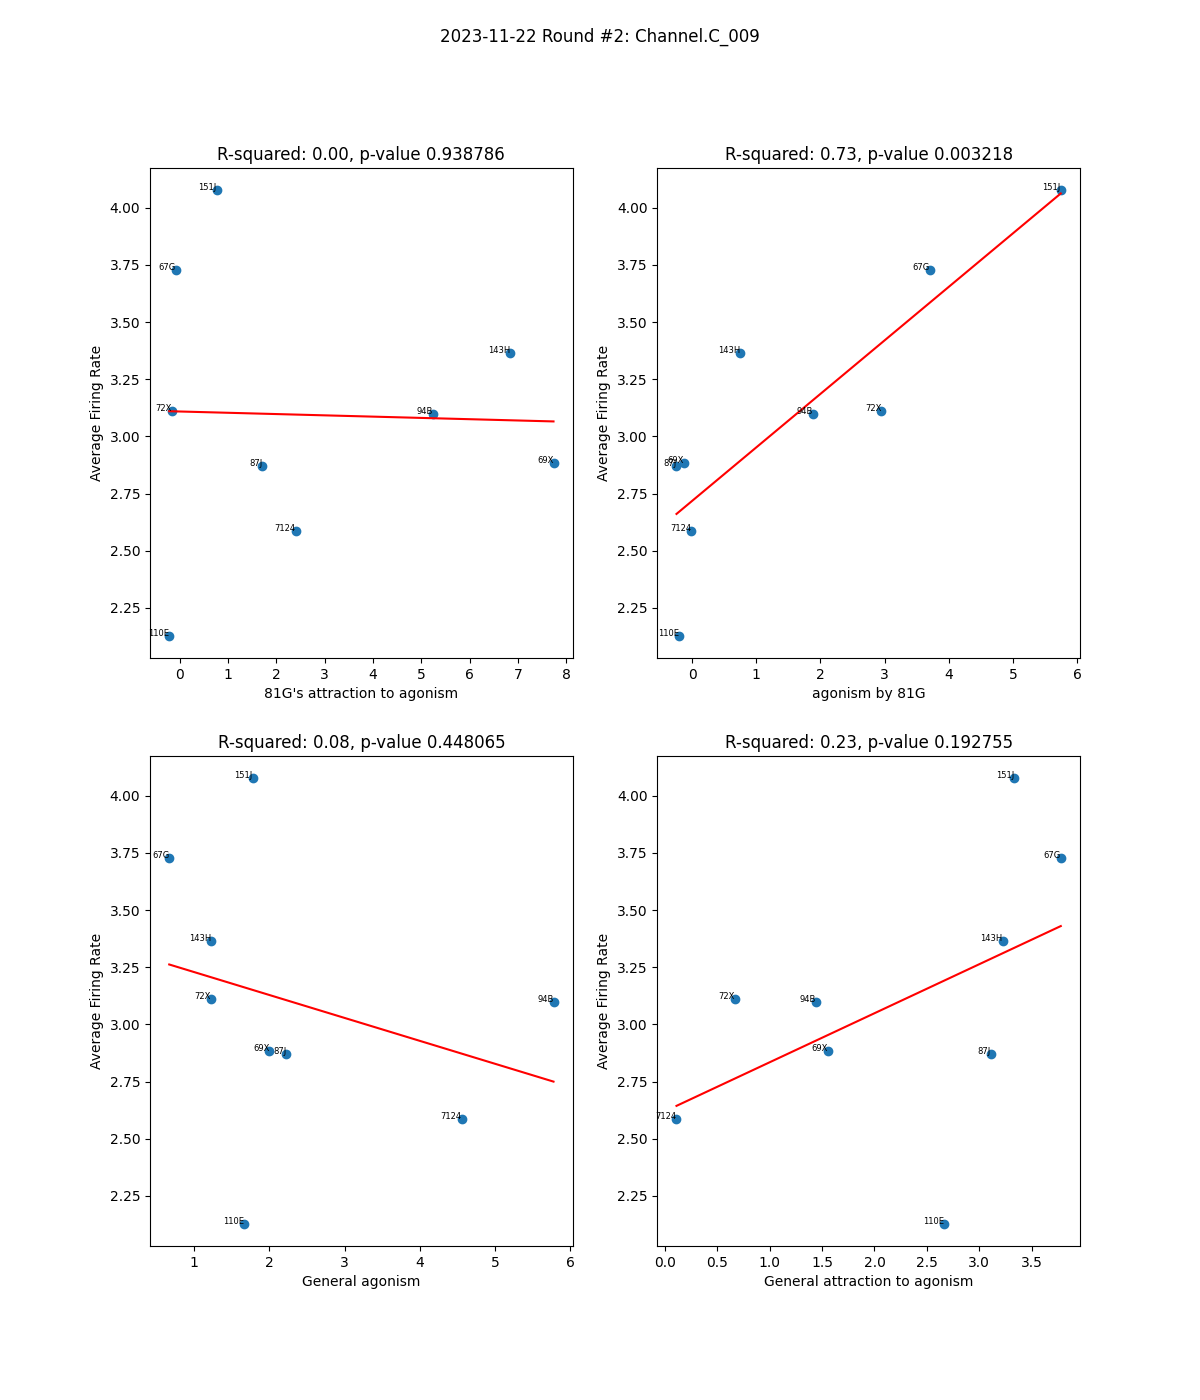 2023-11-22 Round #2: Channel.C_009
R-squared: 0.00, p-value 0.938786
Average Firing Rate
4.00
3.75
3.50
3.25
3.00
2.75
2.50
2.25
151J
67G
143H
72X
94B
69X
87J
7124
110E
0 1 2 3 4 5 6 7 8
81G's attraction to agonism
R-squared: 0.73, p-value 0.003218
Average Firing Rate
4.00
3.75
3.50
3.25
3.00
2.75
2.50
2.25
151J
67G
143H
94B
72X
69X
87J
7124
110E
0 1 2 3 4 5 6
agonism by 81G
R-squared: 0.08, p-value 0.448065
Average Firing Rate
4.00
3.75
3.50
3.25
3.00
2.75
2.50
2.25
151J
67G
143H
72X
94B
69X
87J
7124
110E
1 2 3 4 5 6
General agonism
R-squared: 0.23, p-value 0.192755
Average Firing Rate
4.00
3.75
3.50
3.25
3.00
2.75
2.50
2.25
151J
67G
143H
72X
94B
69X
87J
7124
110E
0.0 0.5 1.0 1.5 2.0 2.5 3.0 3.5
General attraction to agonism